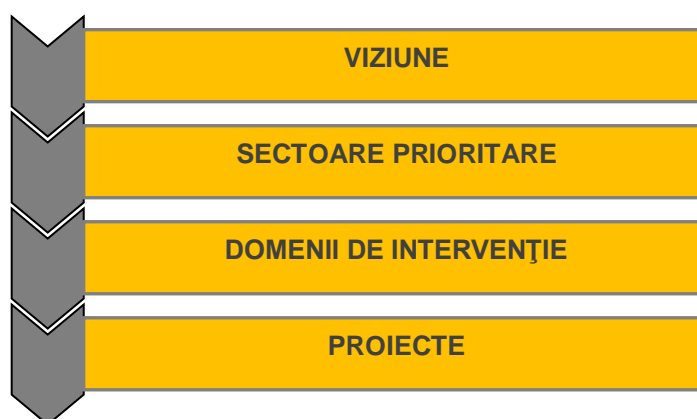 VIZIUNE
SECTOARE PRIORITARE
DOMENII DE INTERVENŢIE
PROIECTE